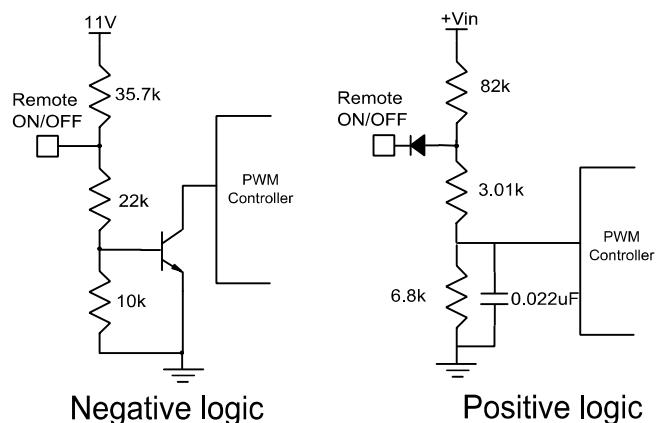 11V
35.7k
Remote
ON/OFF
22k
PWM
Controller
10k
Negative logic
+Vin
82k
Remote
ON/OFF
3.01k
PWM
Controller
6.8k
0.022uF
Positive logic